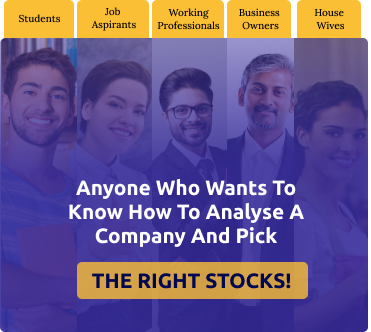 Students
Job
Aspirants
Working
Professionals
Business
Owners
House
Wives
Anyone Who Wants To
Know How To Analyse A
Company And Pick
THE RIGHT STOCKS!